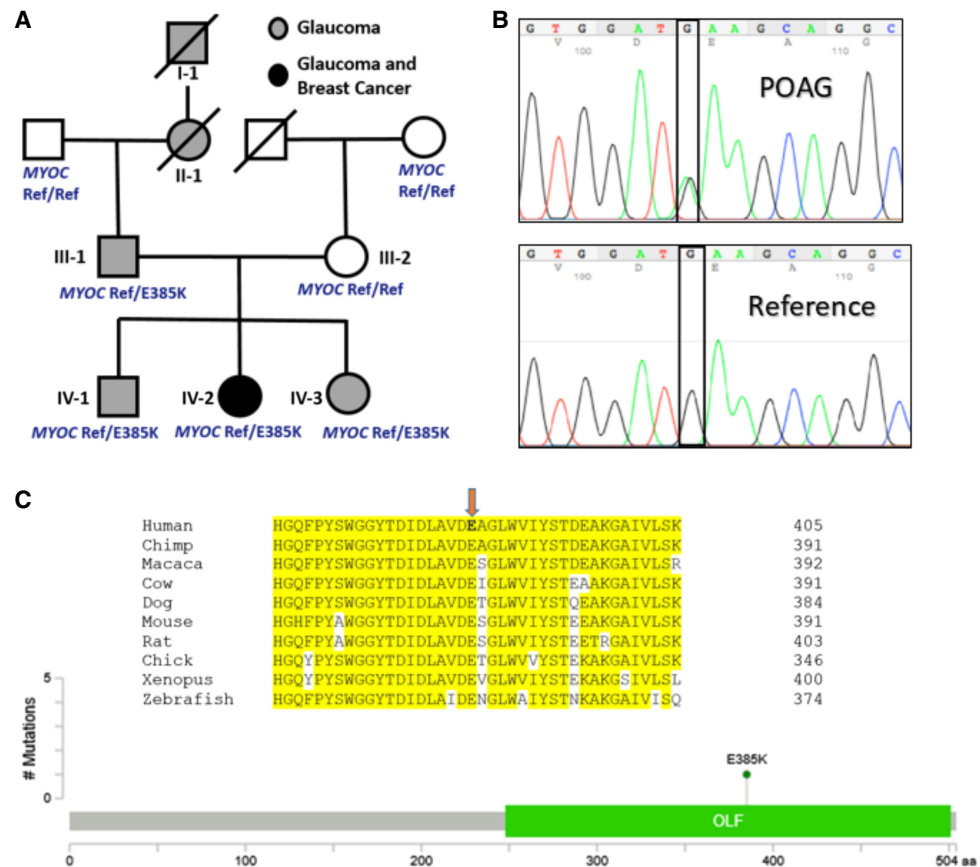 A
I-1
Glaucoma
Glaucoma and
Breast Cancer
II-1
MYOC
Ref/Ref
MYOC
Ref/Ref
III-1
III-2
MYOC Ref/E385K
MYOC Ref/Ref
IV-1
IV-2
IV-3
MYOC Ref/E385K
MYOC Ref/E385K
MYOC Ref/E385K
B
G T G G A T G A A G C A G G C
V D E A G
100 110
POAG
G T G G A T G A A G C A G G C
V D E A G
100 110
Reference
C
Human HGQFPYSWGGYTDIDLAVDEAGLWVIYSTDEAKGAIVLSK 405
Chimp HGQFPYSWGGYTDIDLAVDEAGLWVIYSTDEAKGAIVLSK 391
Macaca HGQFPYSWGGYTDIDLAVDESGLWVIYSTDEAKGAIVLSR 392
Cow HGQFPYSWGGYTDIDLAVDEIGLWVIYSTEAAKGAIVLSK 391
Dog HGQFPYSWGGYTDIDLAVDETGLWVIYSTQEAKGAIVLSK 384
Mouse HGHFPYAWGGYTDIDLAVDESGLWVIYSTEEAKGAIVLSK 391
Rat HGQFPYAWGGYTDIDLAVDESGLWVIYSTEETRGAIVLSK 403
Chick HGQYPYSWGGYTDIDLAVDETGLWVVYSTEKAKGAIVLSK 346
Xenopus HGQYPYSWGGYTDIDLAVDEVGLWVIYSTEKAKGSIVLSL 400
Zebrafish HGQFPYSWGGYTDIDLAIDENGLWAIYSTNKAKGAIVISQ 374
# Mutations
5
0
E385K
OLF
0 100 200 300 400 504 aa